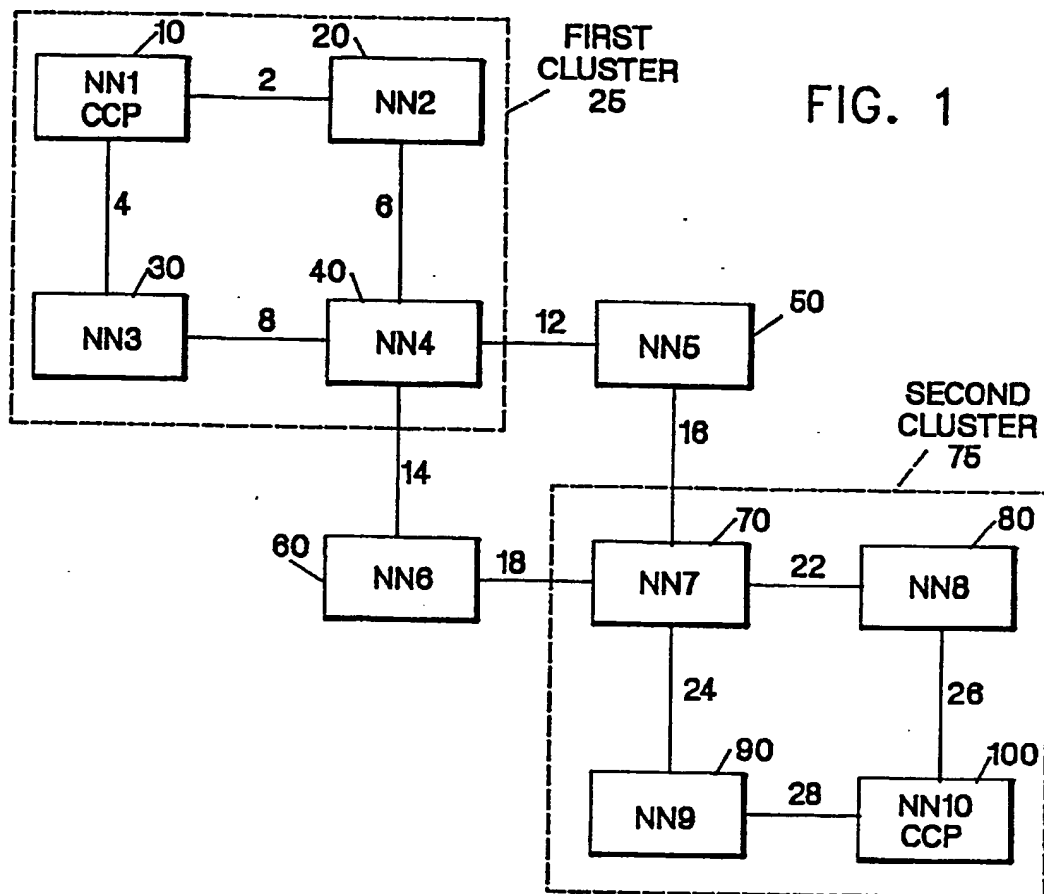 10
20
FIRST
CLUSTER
25
FIG. 1
NN1
CCP
2
NN2
4
6
30
40
50
NN3
8
NN4
12
NN5
SECOND
CLUSTER
75
14
16
60
70
80
NN6
18
NN7
22
NN8
24
26
90
100
NN9
28
NN10
CCP